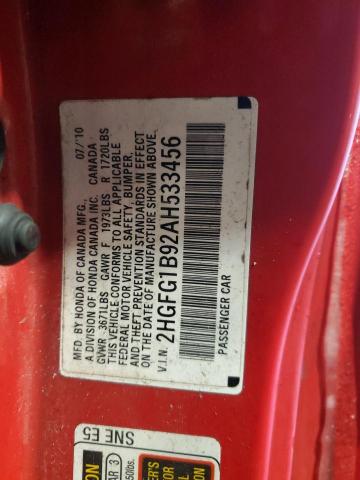 MFD. BY HONDA OF CANADA MFG. 07/'10
A DIVISION OF HONDA CANADA INC. CANADA
GVWR 3671LBS GAWR F 1973LBS R 1720LBS
THIS VEHICLE CONFORMS TO ALL APPLICABLE
FEDERAL MOTOR VEHICLE SAFETY, BUMPER,
AND THEFT PREVENTION STANDARDS IN EFFECT
ON THE DATE OF MANUFACTURE SHOWN ABOVE.
V.I.N. 2HGFG1B92AH533456
PASSENGER CAR
SNE E5